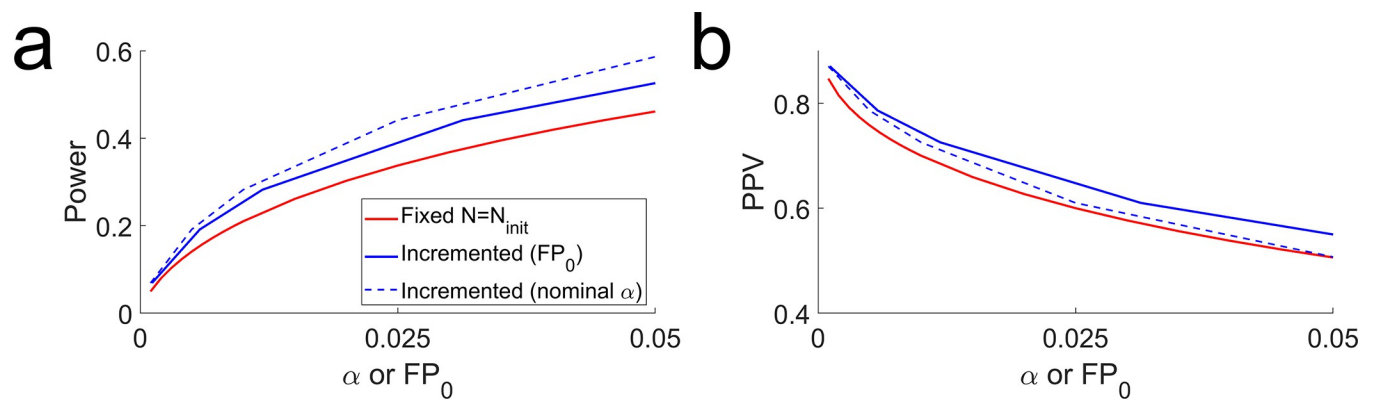 a
Power
0.6
0.4
0.2
0
0
0.025
0.05
α or FP0
Fixed N=Ninit
Incremented (FP0)
Incremented (nominal α)
b
PPV
0.8
0.6
0.4
0
0.025
0.05
α or FP0